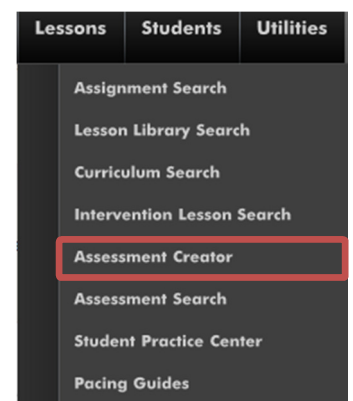 Lessons Students Utilities
Assignment Search
Lesson Library Search
Curriculum Search
Intervention Lesson Search
Assessment Creator
Assessment Search
Student Practice Center
Pacing Guides